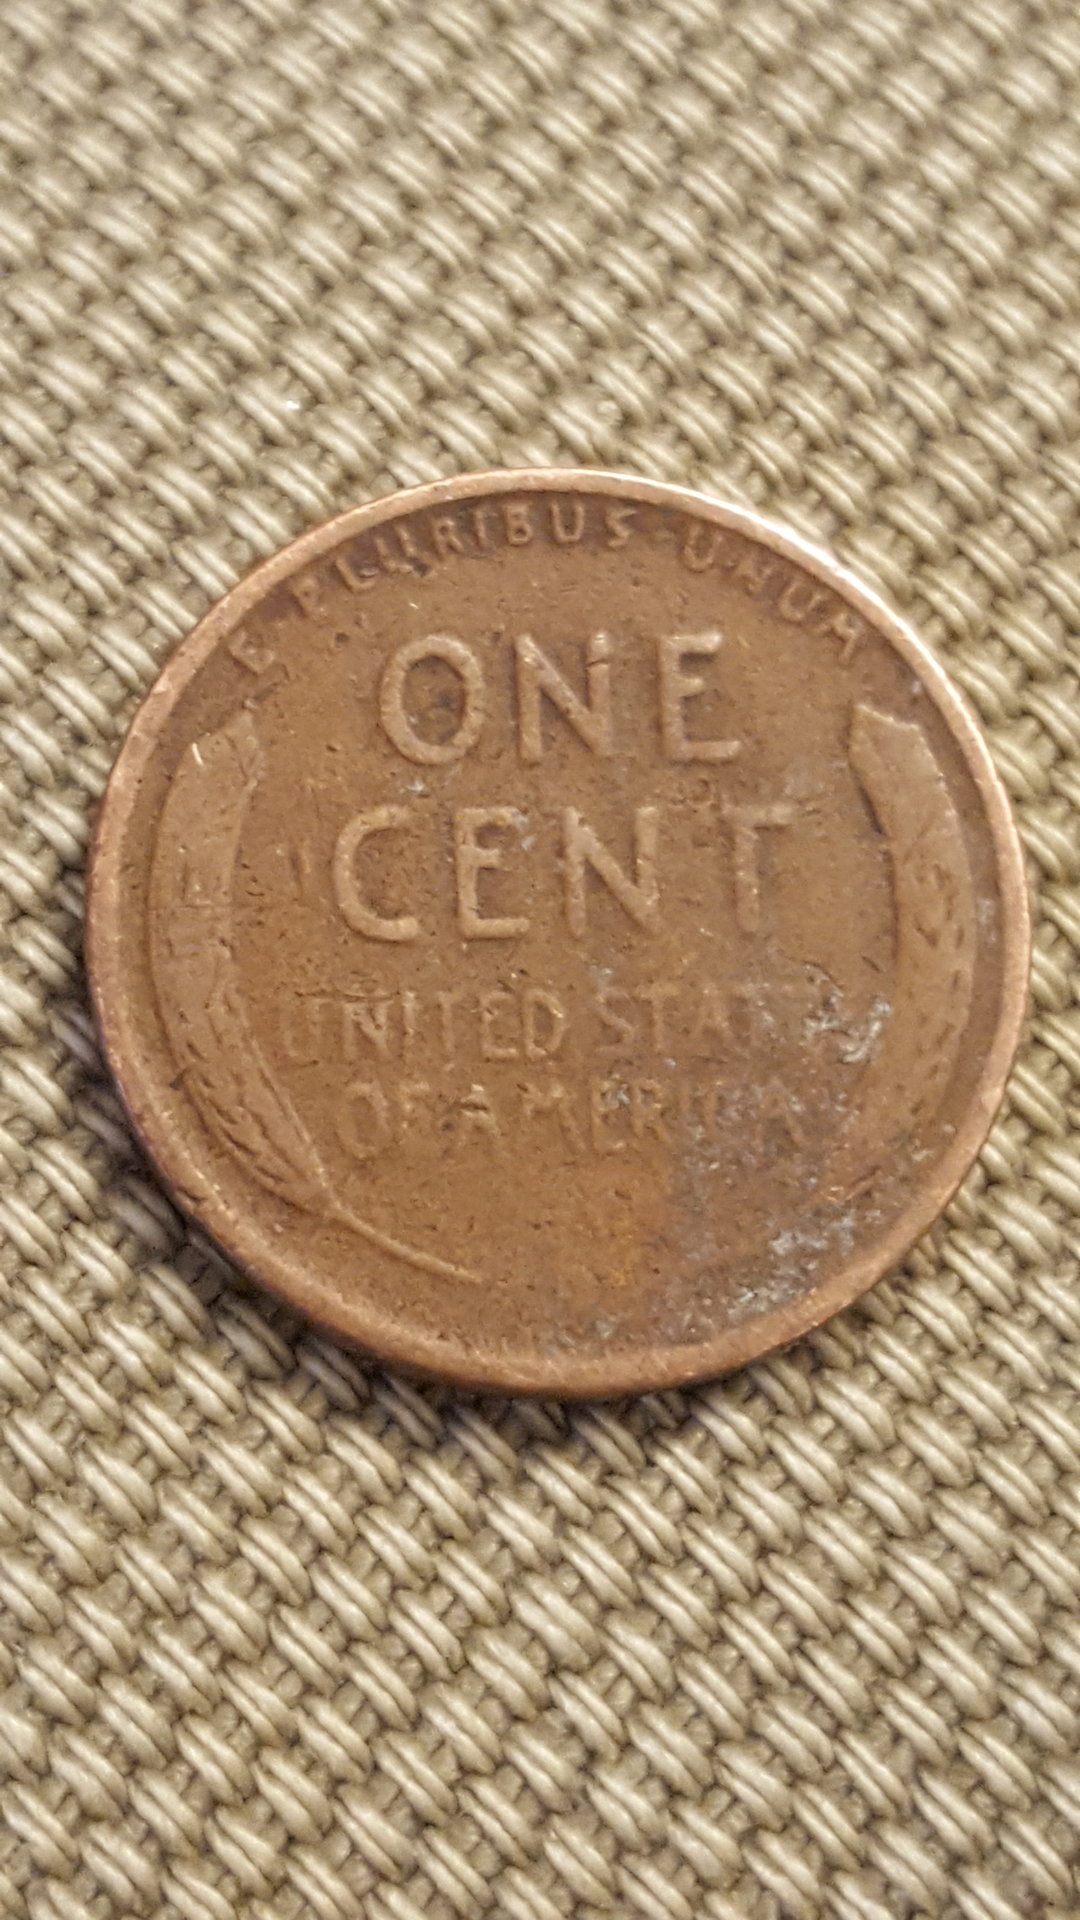 E PLURIBUS UNUM
ONE
CENT
UNITED STATES
OF AMERICA